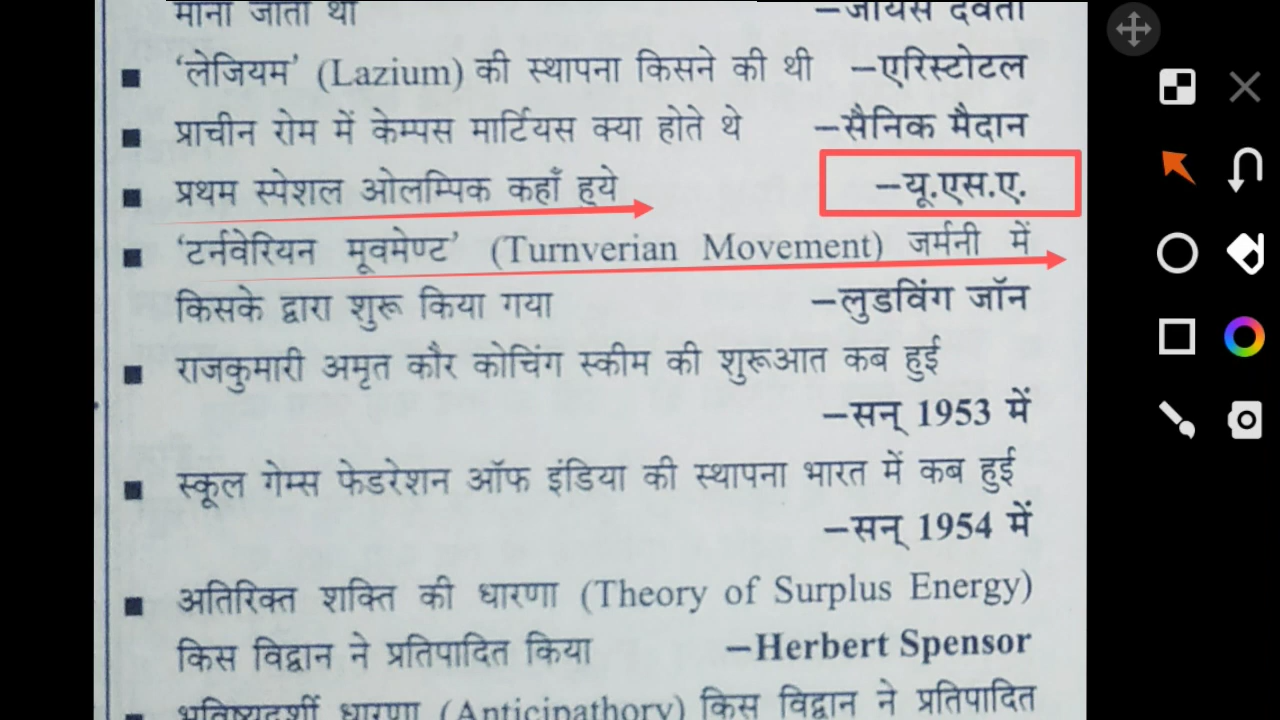 माना जाता था –जायस देवता
■ ‘लेजियम’ (Lazium) की स्थापना किसने की थी –एरिस्टोटल
■ प्राचीन रोम में केम्पस मार्टियस क्या होते थे –सैनिक मैदान
■ प्रथम स्पेशल ओलम्पिक कहाँ हुये –यू.एस.ए.
■ ‘टर्नवेरियन मूवमेण्ट’ (Turnverian Movement) जर्मनी में
किसके द्वारा शुरू किया गया –लुडविंग जॉन
■ राजकुमारी अमृत कौर कोचिंग स्कीम की शुरूआत कब हुई
–सन् 1953 में
■ स्कूल गेम्स फेडरेशन ऑफ इंडिया की स्थापना भारत में कब हुई
–सन् 1954 में
■ अतिरिक्त शक्ति की धारणा (Theory of Surplus Energy)
किस विद्वान ने प्रतिपादित किया –Herbert Spensor
■ भविष्यदर्शी धारणा (Anticipathory) किस विद्वान ने प्रतिपादित